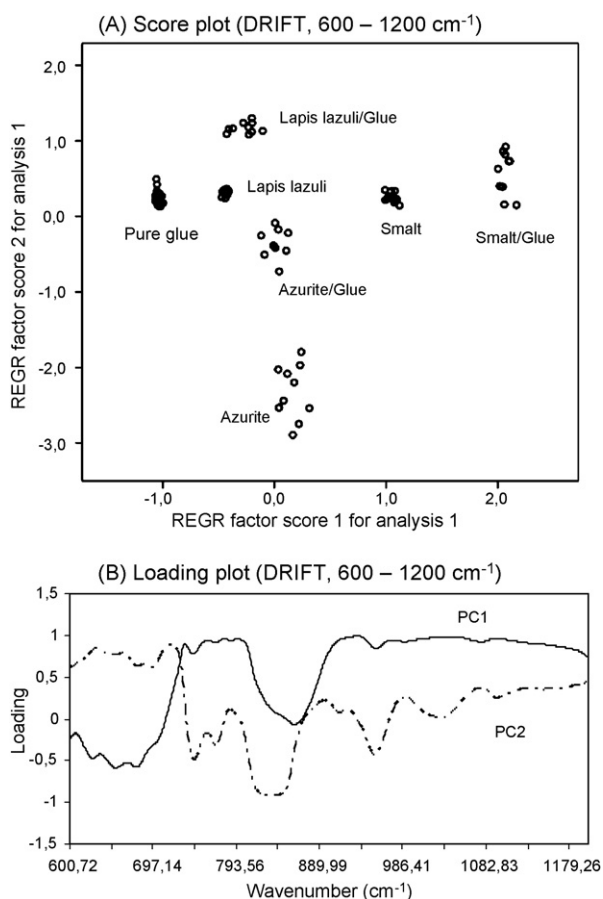 (A) Score plot (DRIFT, 600 – 1200 cm⁻¹)
REGR factor score 2 for analysis 1
2,0
1,0
0,0
-1,0
-2,0
-3,0
Lapis lazuli/Glue
Lapis lazuli
Pure glue
Smalt
Smalt/Glue
Azurite/Glue
Azurite
-1,0 0,0 1,0 2,0
REGR factor score 1 for analysis 1
(B) Loading plot (DRIFT, 600 – 1200 cm⁻¹)
Loading
1,5
1
0,5
0
-0,5
-1
-1,5
PC1
PC2
600,72 697,14 793,56 889,99 986,41 1082,83 1179,26
Wavenumber (cm⁻¹)